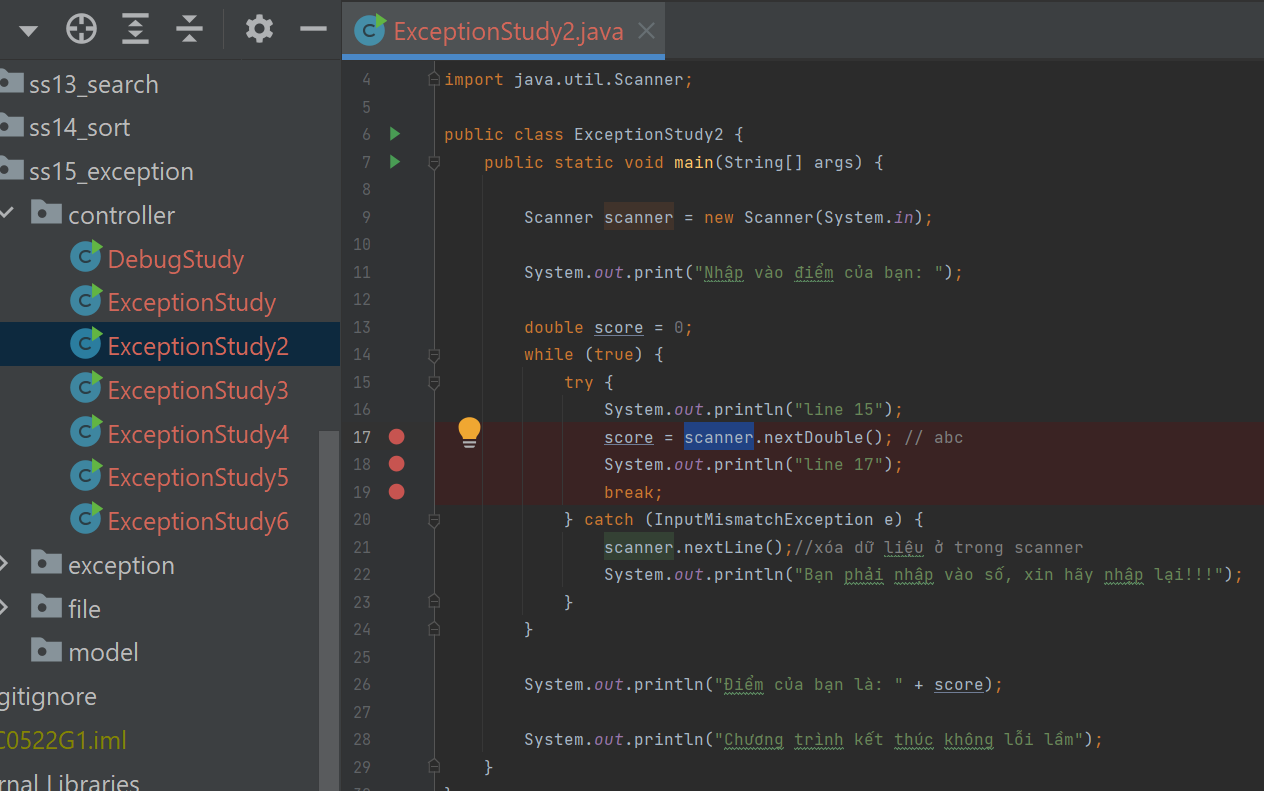 ss13_search
ss14_sort
ss15_exception
controller
DebugStudy
ExceptionStudy
ExceptionStudy2
ExceptionStudy3
ExceptionStudy4
ExceptionStudy5
ExceptionStudy6
exception
file
model
gitignore
C0522G1.iml
rnal Libraries
ExceptionStudy2.java
4 import java.util.Scanner;
5
6 public class ExceptionStudy2 {
7 public static void main(String[] args) {
8
9 Scanner scanner = new Scanner(System.in);
10
11 System.out.print("Nhập vào điểm của bạn: ");
12
13 double score = 0;
14 while (true) {
15 try {
16 System.out.println("line 15");
17 score = scanner.nextDouble(); // abc
18 System.out.println("line 17");
19 break;
20 } catch (InputMismatchException e) {
21 scanner.nextLine();//xóa dữ liệu ở trong scanner
22 System.out.println("Bạn phải nhập vào số, xin hãy nhập lại!!!");
23 }
24 }
25
26 System.out.println("Điểm của bạn là: " + score);
27
28 System.out.println("Chương trình kết thúc không lỗi lầm");
29 }